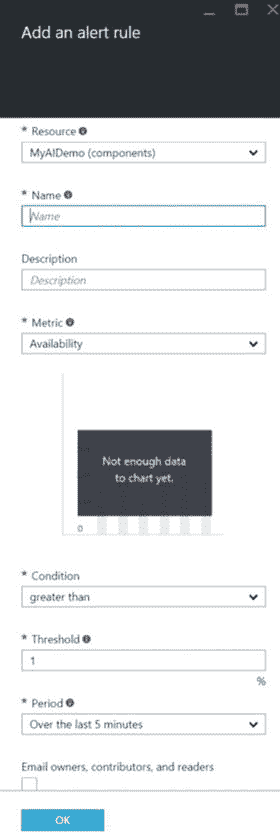 Add an alert rule
* Resource
MyAIDemo (components)
* Name
Name
Description
Description
* Metric
Availability
Not enough data
to chart yet.
0
* Condition
greater than
* Threshold
1
%
* Period
Over the last 5 minutes
Email owners, contributors, and readers
OK